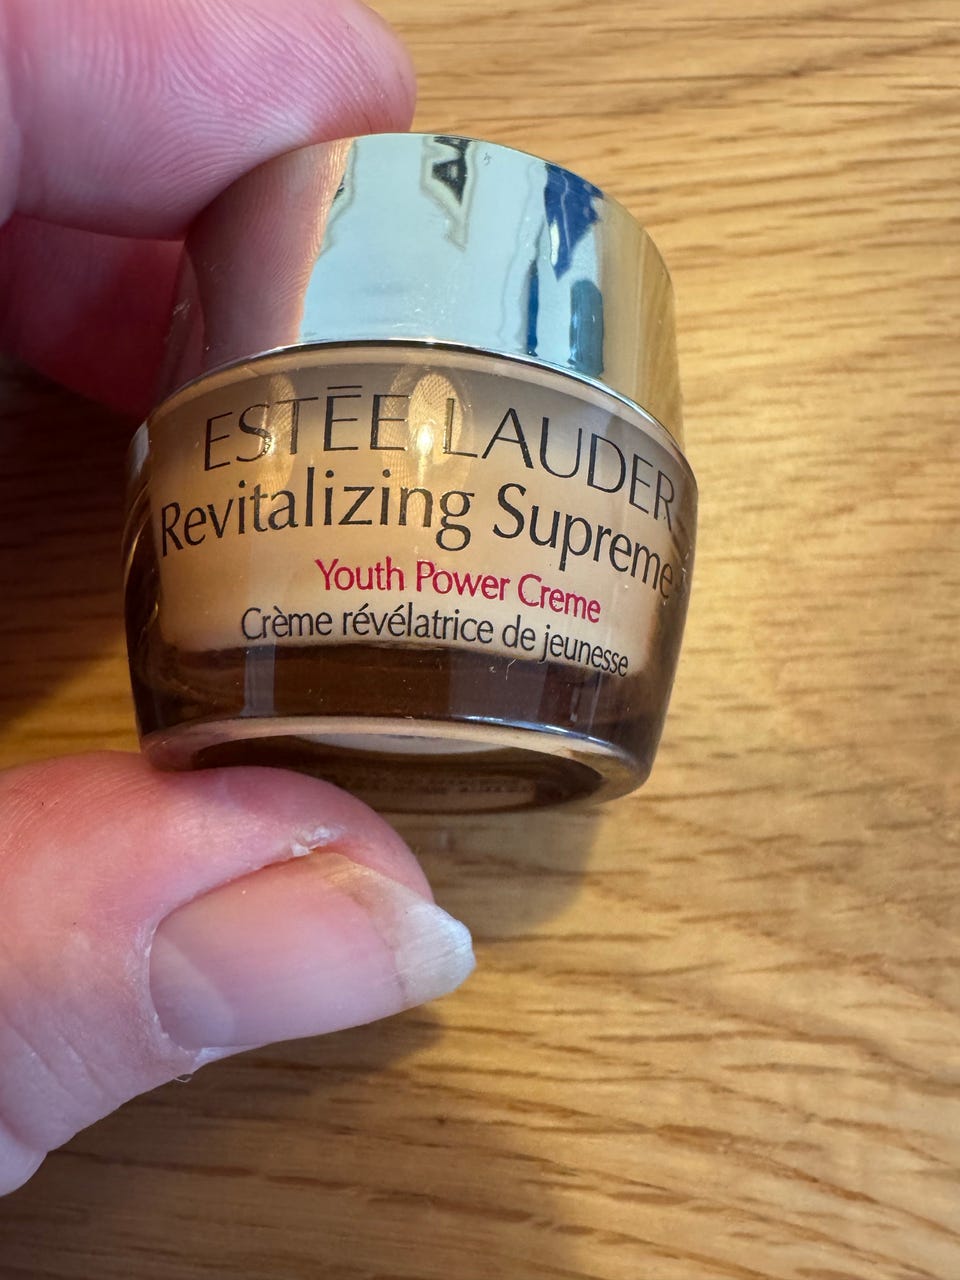 ESTĒE LAUDER
Revitalizing Supreme+
Youth Power Creme
Crème révélatrice de jeunesse